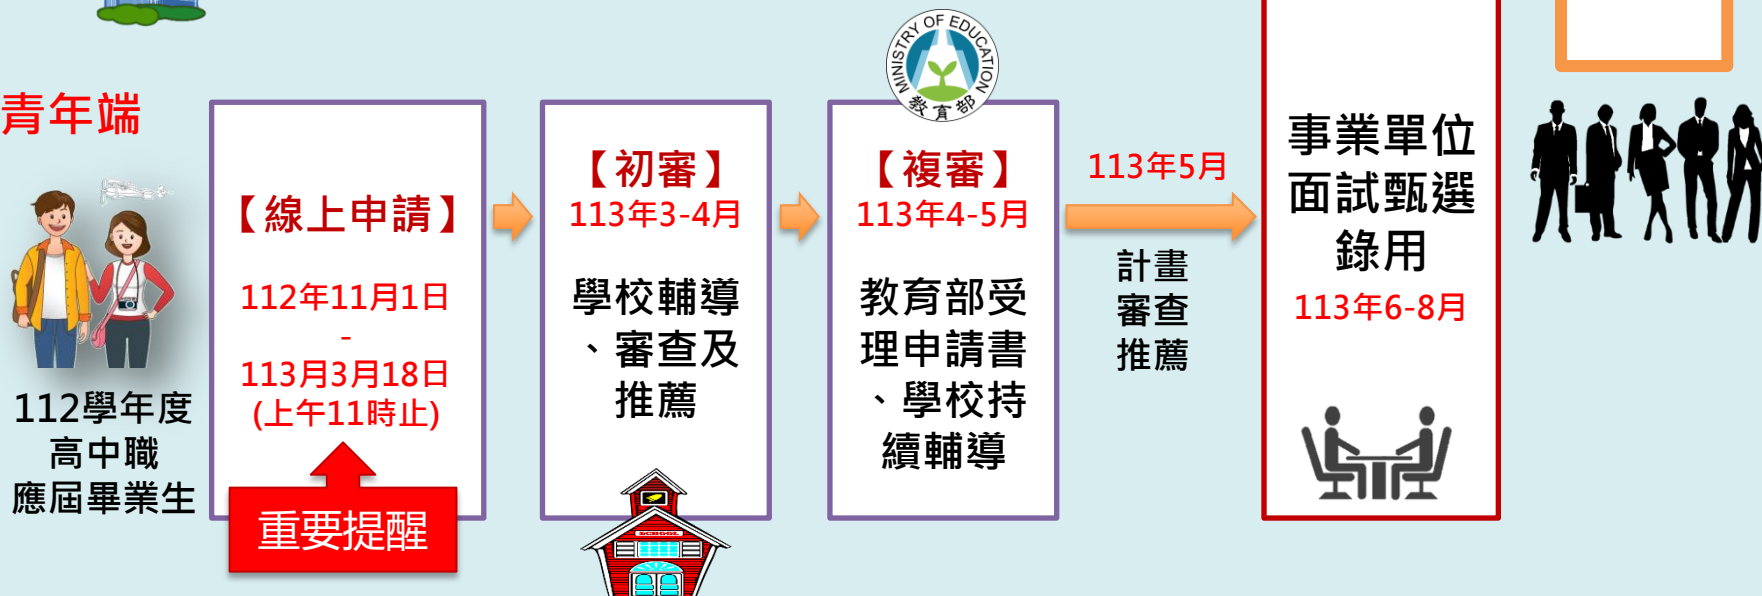 青年端
112學年度
高中職
應屆畢業生
【線上申請】
112年11月1日
-
113月3月18日
(上午11時止)
重要提醒
【初審】
113年3-4月
學校輔導
、審查及
推薦
SCHOOL
MINISTRY OF EDUCATION
教育部
【複審】
113年4-5月
教育部受
理申請書
、學校持
續輔導
113年5月
計畫
審查
推薦
事業單位
面試甄選
錄用
113年6-8月